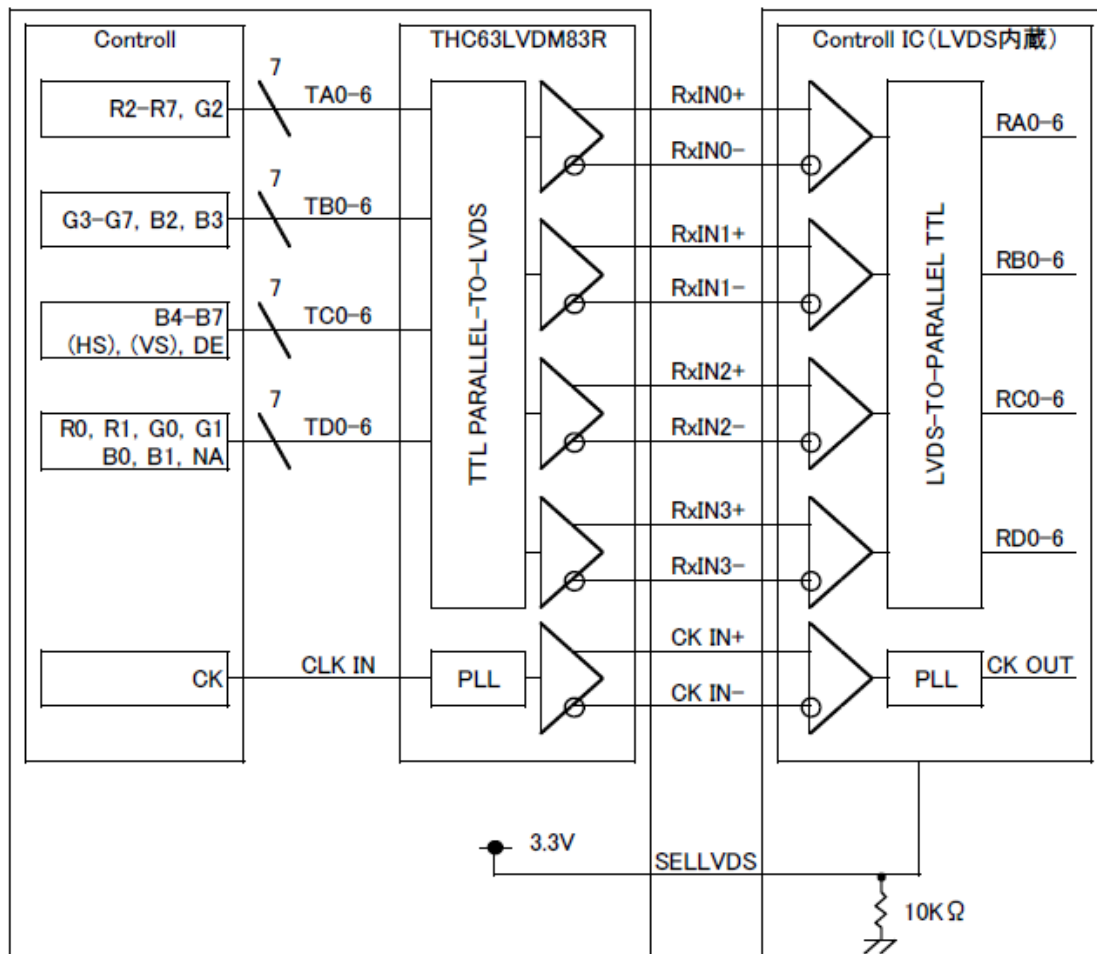 Controll
THC63LVDM83R
Controll IC(LVDS内蔵)
7
R2-R7, G2
TA0-6
RxIN0+
RxIN0-
RA0-6
7
G3-G7, B2, B3
TB0-6
RxIN1+
RxIN1-
RB0-6
7
B4-B7
(HS), (VS), DE
TC0-6
RxIN2+
RxIN2-
RC0-6
7
R0, R1, G0, G1
B0, B1, NA
TD0-6
RxIN3+
RxIN3-
RD0-6
TTL PARALLEL-TO-LVDS
LVDS-TO-PARALLEL TTL
CK
CLK IN
PLL
CK IN+
CK IN-
PLL
CK OUT
3.3V
SELLVDS
10KΩ